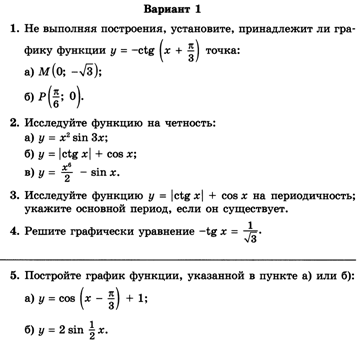 Вариант 1
1. Не выполняя построения, установите, принадлежит ли гра-
фику функции y = −ctg (x + π/3) точка:
а) M(0; −√3);
б) P(π/6; 0).
2. Исследуйте функцию на четность:
а) y = x² sin 3x;
б) y = |ctg x| + cos x;
в) y = x⁶/2 − sin x.
3. Исследуйте функцию y = |ctg x| + cos x на периодичность;
укажите основной период, если он существует.
4. Решите графически уравнение −tg x = 1/√3.
5. Постройте график функции, указанной в пункте а) или б):
а) y = cos (x − π/3) + 1;
б) y = 2 sin 1/2 x.